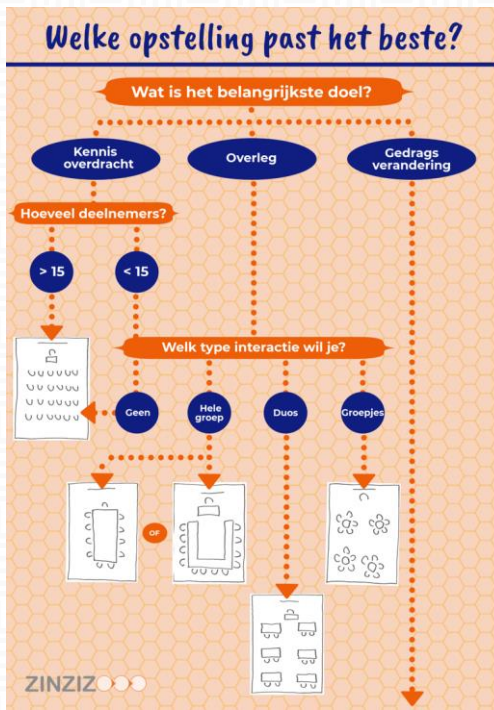 Welke opstelling past het beste?
Wat is het belangrijkste doel?
Kennis
overdracht
Overleg
Gedrags
verandering
Hoeveel deelnemers?
> 15
< 15
Welk type interactie wil je?
Geen
Hele
groep
Duos
Groepjes
OF
ZINZIZ